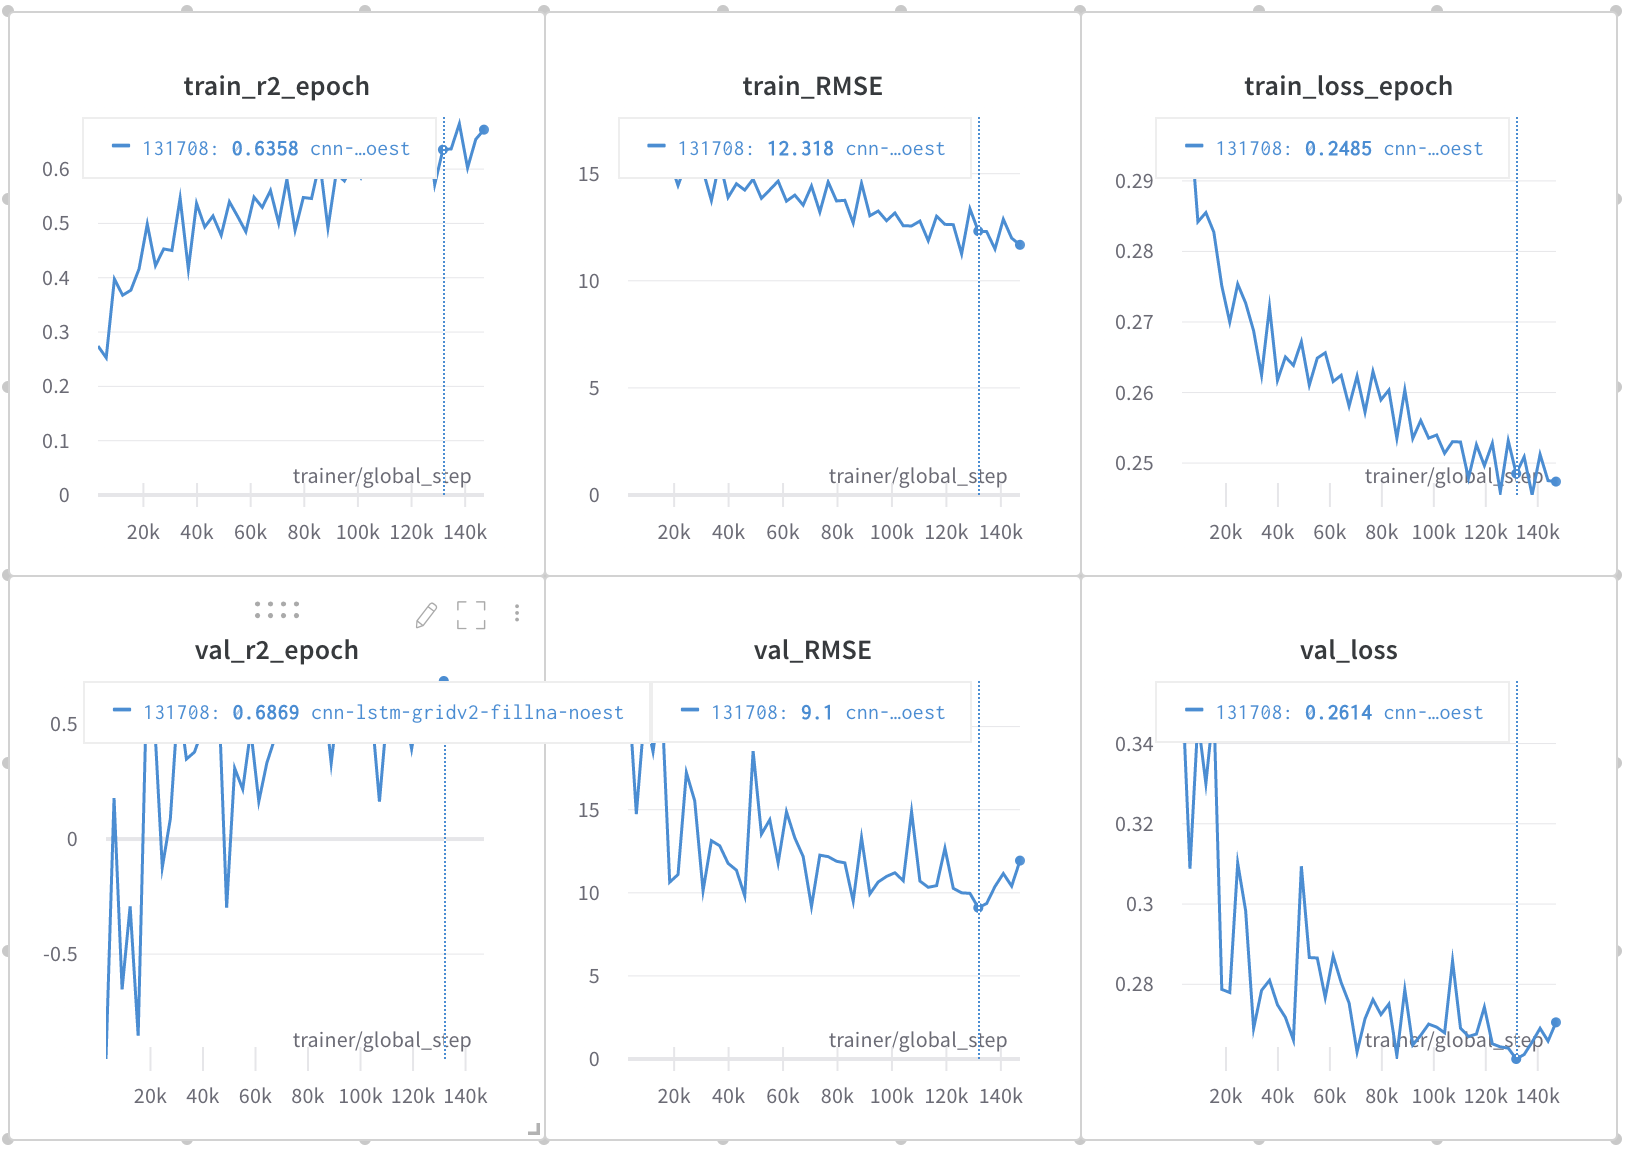 train_r2_epoch
131708: 0.6358 cnn-…oest
0.6
0.5
0.4
0.3
0.2
0.1
0
trainer/global_step
20k 40k 60k 80k 100k 120k 140k
train_RMSE
131708: 12.318 cnn-…oest
15
10
5
0
trainer/global_step
20k 40k 60k 80k 100k 120k 140k
train_loss_epoch
131708: 0.2485 cnn-…oest
0.29
0.28
0.27
0.26
0.25
trainer/global_step
20k 40k 60k 80k 100k 120k 140k
val_r2_epoch
131708: 0.6869 cnn-lstm-gridv2-fillna-noest
0.5
0
-0.5
trainer/global_step
20k 40k 60k 80k 100k 120k 140k
val_RMSE
131708: 9.1 cnn-…oest
15
10
5
0
trainer/global_step
20k 40k 60k 80k 100k 120k 140k
val_loss
131708: 0.2614 cnn-…oest
0.34
0.32
0.3
0.28
trainer/global_step
20k 40k 60k 80k 100k 120k 140k